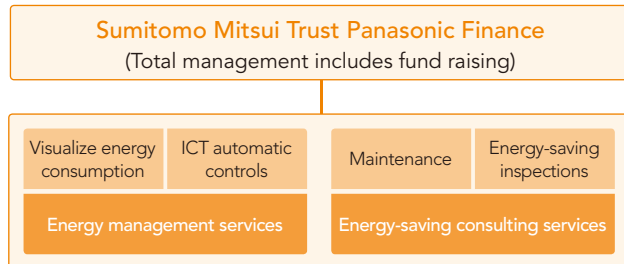 Sumitomo Mitsui Trust Panasonic Finance
(Total management includes fund raising)
Visualize energy
consumption
ICT automatic
controls
Energy management services
Maintenance
Energy-saving
inspections
Energy-saving consulting services